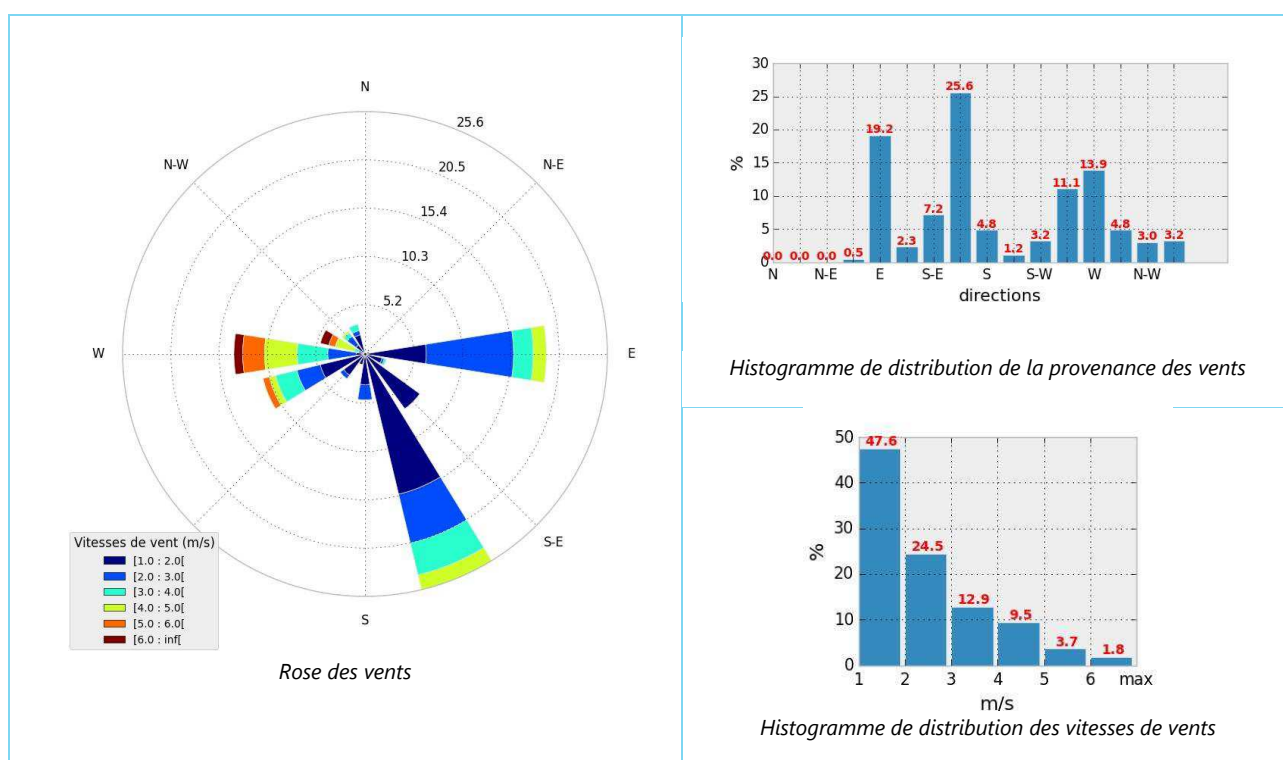 N
25.6
N-W
N-E
20.5
15.4
10.3
5.2
W
E
S-E
S
Vitesses de vent (m/s)
[1.0 : 2.0[
[2.0 : 3.0[
[3.0 : 4.0[
[4.0 : 5.0[
[5.0 : 6.0[
[6.0 : inf[
Rose des vents
30
25
20
15
10
5
0
%
0.0 0.0 0.0 0.5 19.2 2.3 7.2 25.6 4.8 1.2 3.2 11.1 13.9 4.8 3.0 3.2
N N-E E S-E S S-W W N-W
directions
Histogramme de distribution de la provenance des vents
50
40
30
20
10
0
%
47.6 24.5 12.9 9.5 3.7 1.8
1 2 3 4 5 6 max
m/s
Histogramme de distribution des vitesses de vents